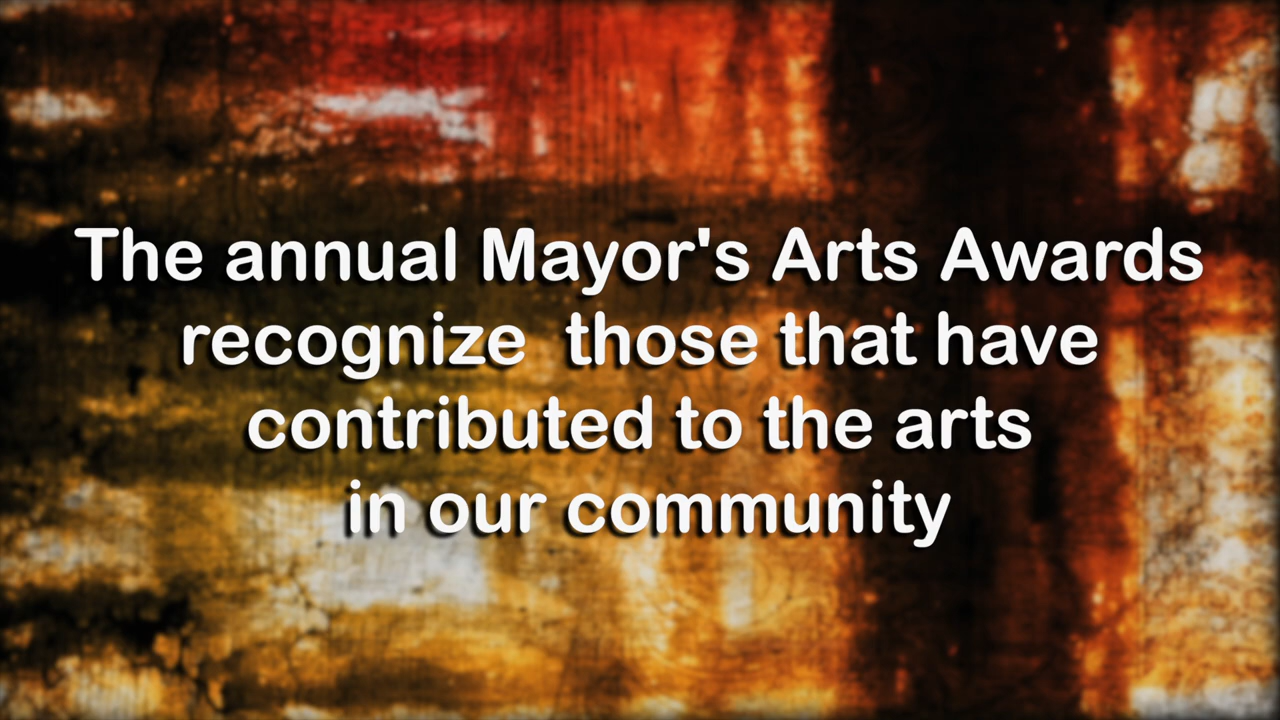 The annual Mayor's Arts Awards
recognize  those that have
contributed to the arts
in our community